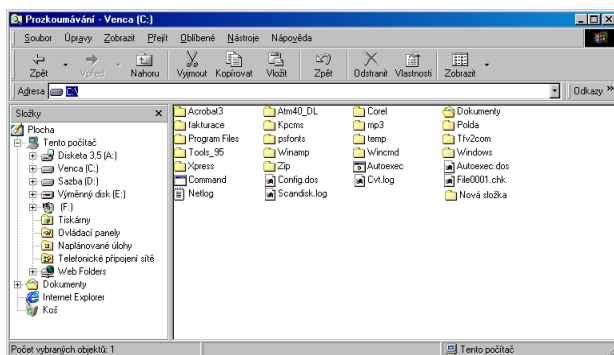 Prozkoumávání - Venca (C:)
Soubor Úpravy Zobrazit Přejít Oblíbené Nástroje Nápověda
Zpět Vpřed Nahoru Vyjmout Kopírovat Vložit Zpět Odstranit Vlastnosti Zobrazit
Adresa C:\ Odkazy »
Složky x
Plocha
Tento počítač
Disketa 3,5 (A:)
Venca (C:)
Sazba (D:)
Výměnný disk (E:)
(F:)
Tiskárny
Ovládací panely
Naplánované úlohy
Telefonické připojení sítě
Web Folders
Dokumenty
Internet Explorer
Koš
Acrobat3 Atm40_DL Corel Dokumenty
fakturace Kpcms mp3 Polda
Program Files psfonts temp Tfv2com
Tools_95 Winamp Wincmd Windows
Xpress Zip Autoexec Autoexec.dos
Command Config.dos Cvt.log File0001.chk
Netlog Scandisk.log Nová složka
Počet vybraných objektů: 1 Tento počítač